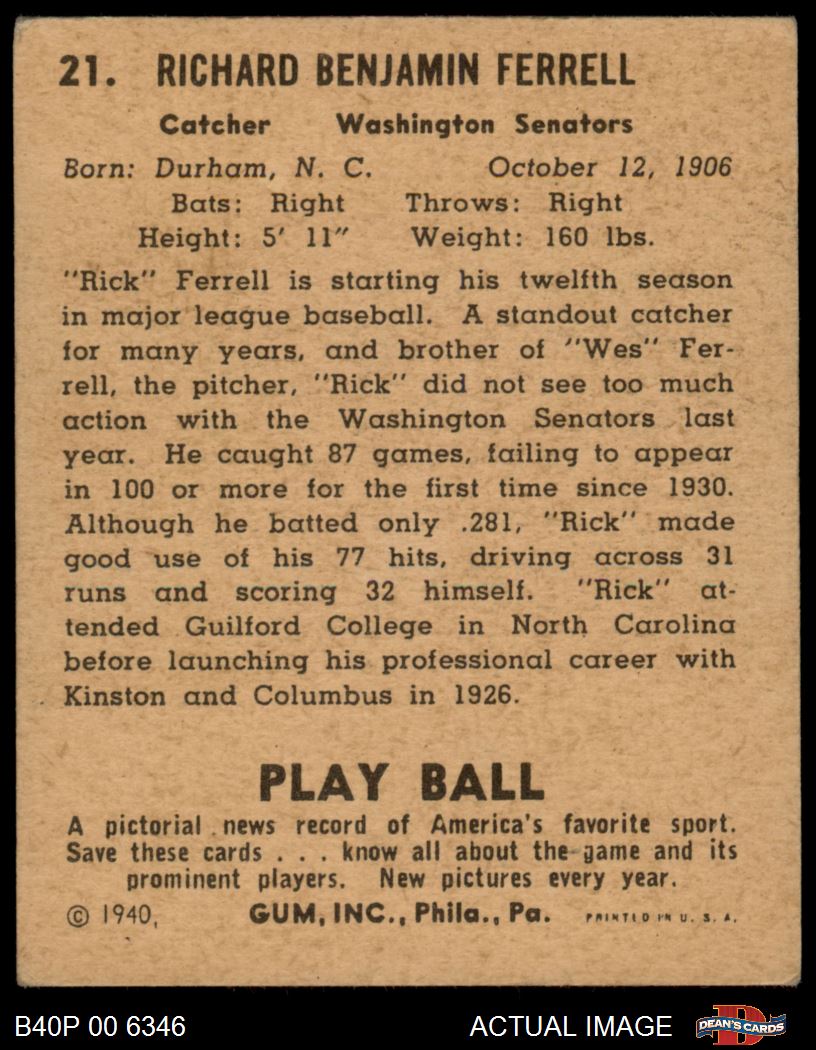 21. RICHARD BENJAMIN FERRELL
Catcher Washington Senators
Born: Durham, N. C. October 12, 1906
Bats: Right Throws: Right
Height: 5′ 11″ Weight: 160 lbs.
"Rick" Ferrell is starting his twelfth season
in major league baseball. A standout catcher
for many years, and brother of "Wes" Fer-
rell, the pitcher, "Rick" did not see too much
action with the Washington Senators last
year. He caught 87 games, failing to appear
in 100 or more for the first time since 1930.
Although he batted only .281, "Rick" made
good use of his 77 hits, driving across 31
runs and scoring 32 himself. "Rick" at-
tended Guilford College in North Carolina
before launching his professional career with
Kinston and Columbus in 1926.
PLAY BALL
A pictorial news record of America's favorite sport.
Save these cards . . . know all about the game and its
prominent players. New pictures every year.
© 1940, GUM, INC., Phila., Pa. PRINTED IN U. S. A.
B40P 00 6346 ACTUAL IMAGE D DEAN'S CARDS